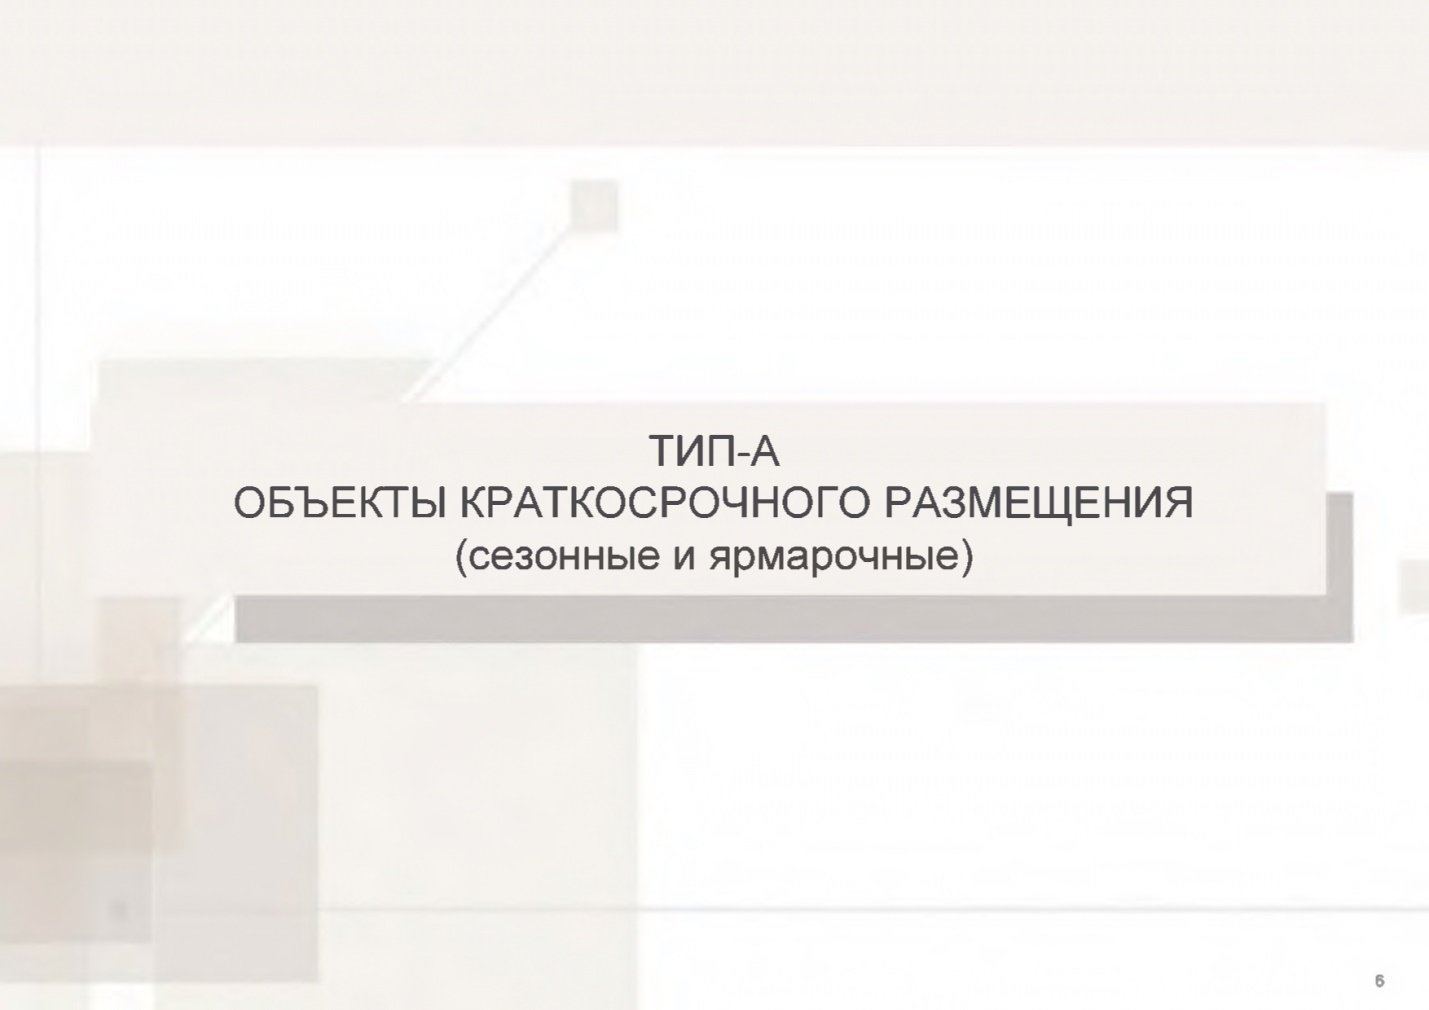 ТИП-А
ОБЪЕКТЫ КРАТКОСРОЧНОГО РАЗМЕЩЕНИЯ
(сезонные и ярмарочные)
6